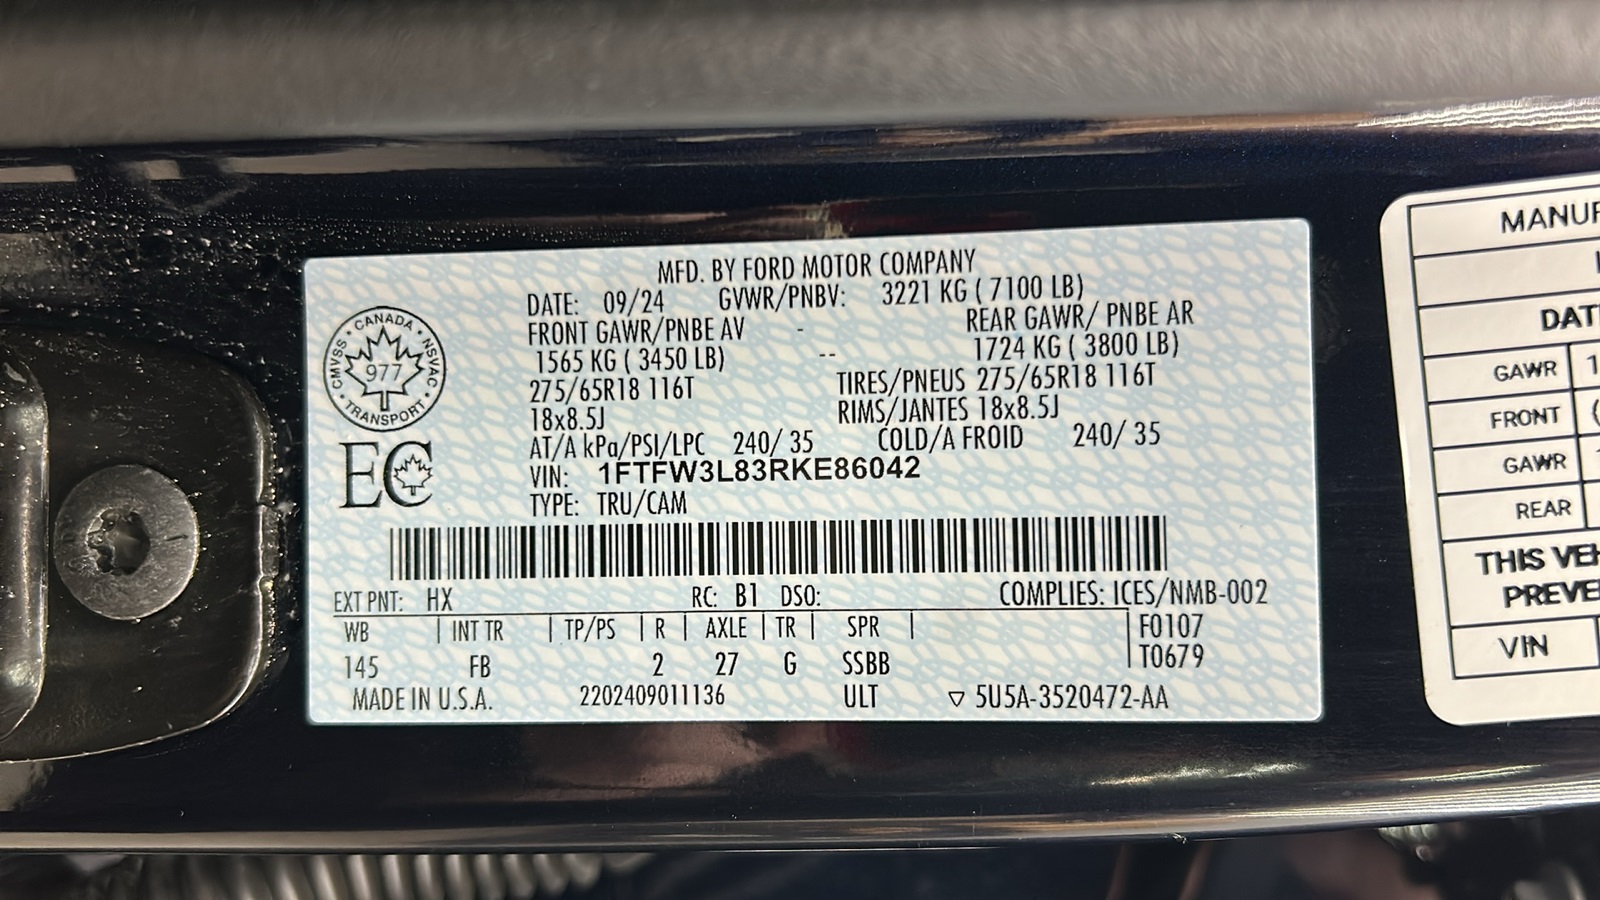 MFD. BY FORD MOTOR COMPANY
DATE: 09/24 GVWR/PNBV: 3221 KG ( 7100 LB)
FRONT GAWR/PNBE AV - REAR GAWR/ PNBE AR
1565 KG ( 3450 LB) -- 1724 KG ( 3800 LB)
275/65R18 116T TIRES/PNEUS 275/65R18 116T
18x8.5J RIMS/JANTES 18x8.5J
AT/A kPa/PSI/LPC 240/ 35 COLD/A FROID 240/ 35
VIN: 1FTFW3L83RKE86042
TYPE: TRU/CAM
CANADA
CMVSS · NSVAC
977
TRANSPORT
EC
EXT PNT: HX RC: B1 DSO: COMPLIES: ICES/NMB-002
WB | INT TR | TP/PS | R | AXLE | TR | SPR | F0107
145 FB 2 27 G SSBB T0679
MADE IN U.S.A. 2202409011136 ULT ▽ 5U5A-3520472-AA
MANUF
DAT
GAWR 1
FRONT (
GAWR
REAR
THIS VEH
PREVE
VIN